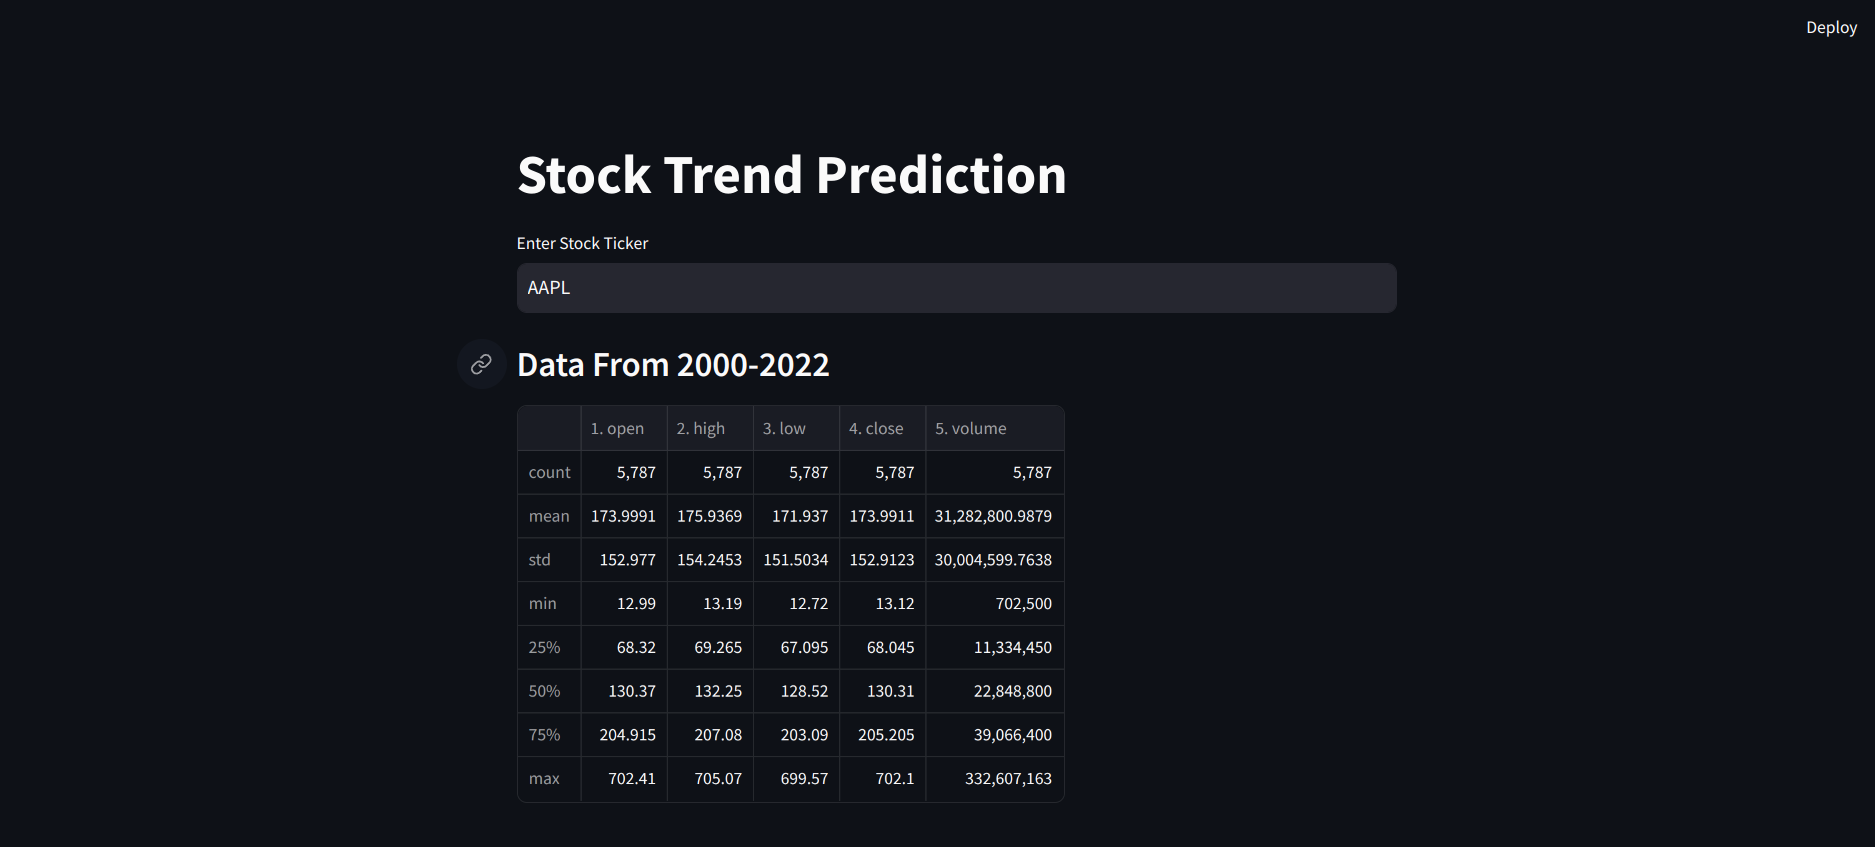 Deploy
Stock Trend Prediction
Enter Stock Ticker
AAPL
Data From 2000-2022
1. open 2. high 3. low 4. close 5. volume
count 5,787 5,787 5,787 5,787 5,787
mean 173.9991 175.9369 171.937 173.9911 31,282,800.9879
std 152.977 154.2453 151.5034 152.9123 30,004,599.7638
min 12.99 13.19 12.72 13.12 702,500
25% 68.32 69.265 67.095 68.045 11,334,450
50% 130.37 132.25 128.52 130.31 22,848,800
75% 204.915 207.08 203.09 205.205 39,066,400
max 702.41 705.07 699.57 702.1 332,607,163